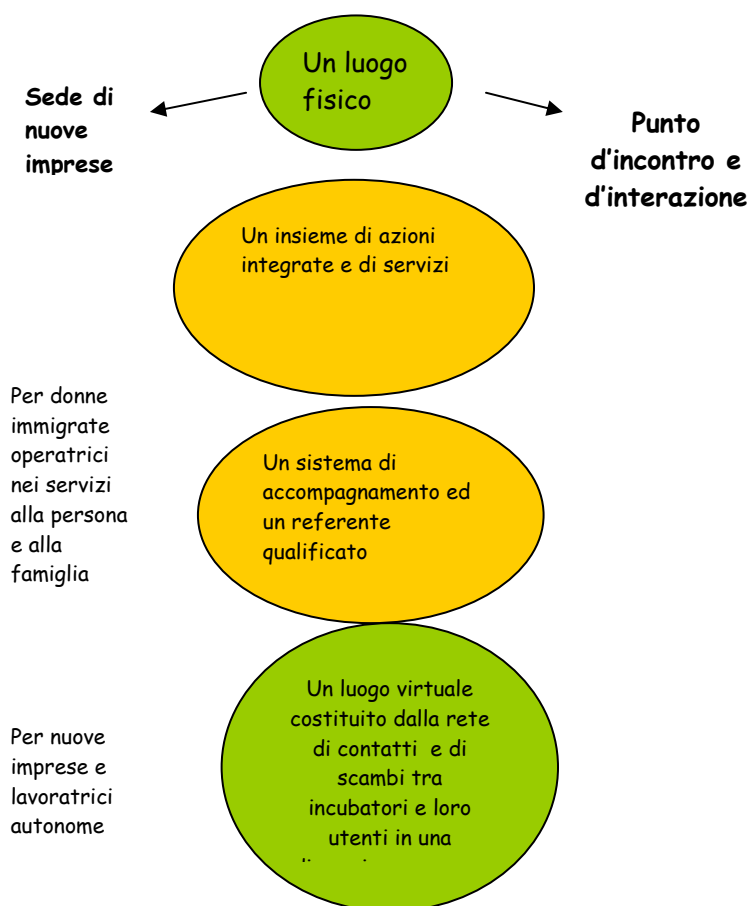 Un luogo
fisico
Sede di
nuove
imprese
Punto
d'incontro e
d'interazione
Un insieme di azioni
integrate e di servizi
Per donne
immigrate
operatrici
nei servizi
alla persona
e alla
famiglia
Un sistema di
accompagnamento ed
un referente
qualificato
Un luogo virtuale
costituito dalla rete
di contatti e di
scambi tra
incubatori e loro
utenti in una
Per nuove
imprese e
lavoratrici
autonome